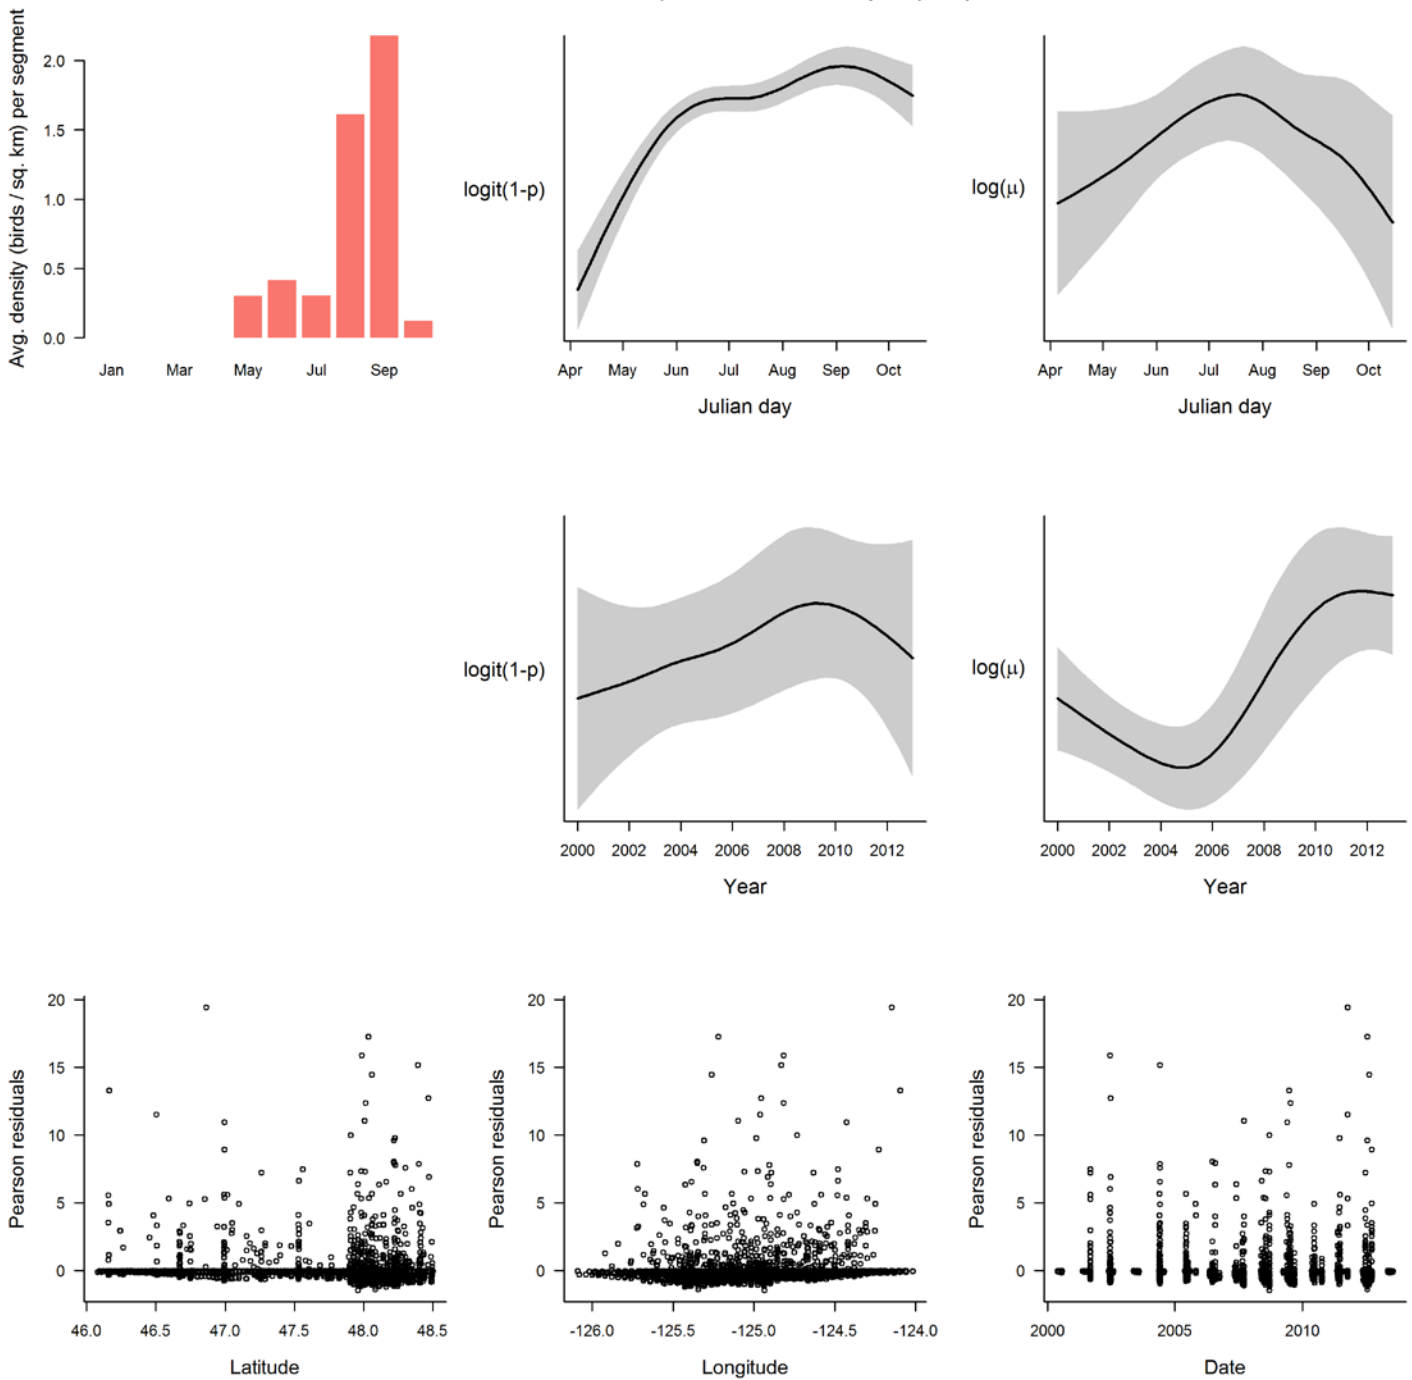 Avg. density (birds / sq. km) per segment
2.0
1.5
1.0
0.5
0.0
Jan Mar May Jul Sep
logit(1-p)
Apr May Jun Jul Aug Sep Oct
Julian day
log(μ)
Apr May Jun Jul Aug Sep Oct
Julian day
logit(1-p)
2000 2002 2004 2006 2008 2010 2012
Year
log(μ)
2000 2002 2004 2006 2008 2010 2012
Year
Pearson residuals
20
15
10
5
0
46.0 46.5 47.0 47.5 48.0 48.5
Latitude
Pearson residuals
20
15
10
5
0
-126.0 -125.5 -125.0 -124.5 -124.0
Longitude
Pearson residuals
20
15
10
5
0
2000 2005 2010
Date